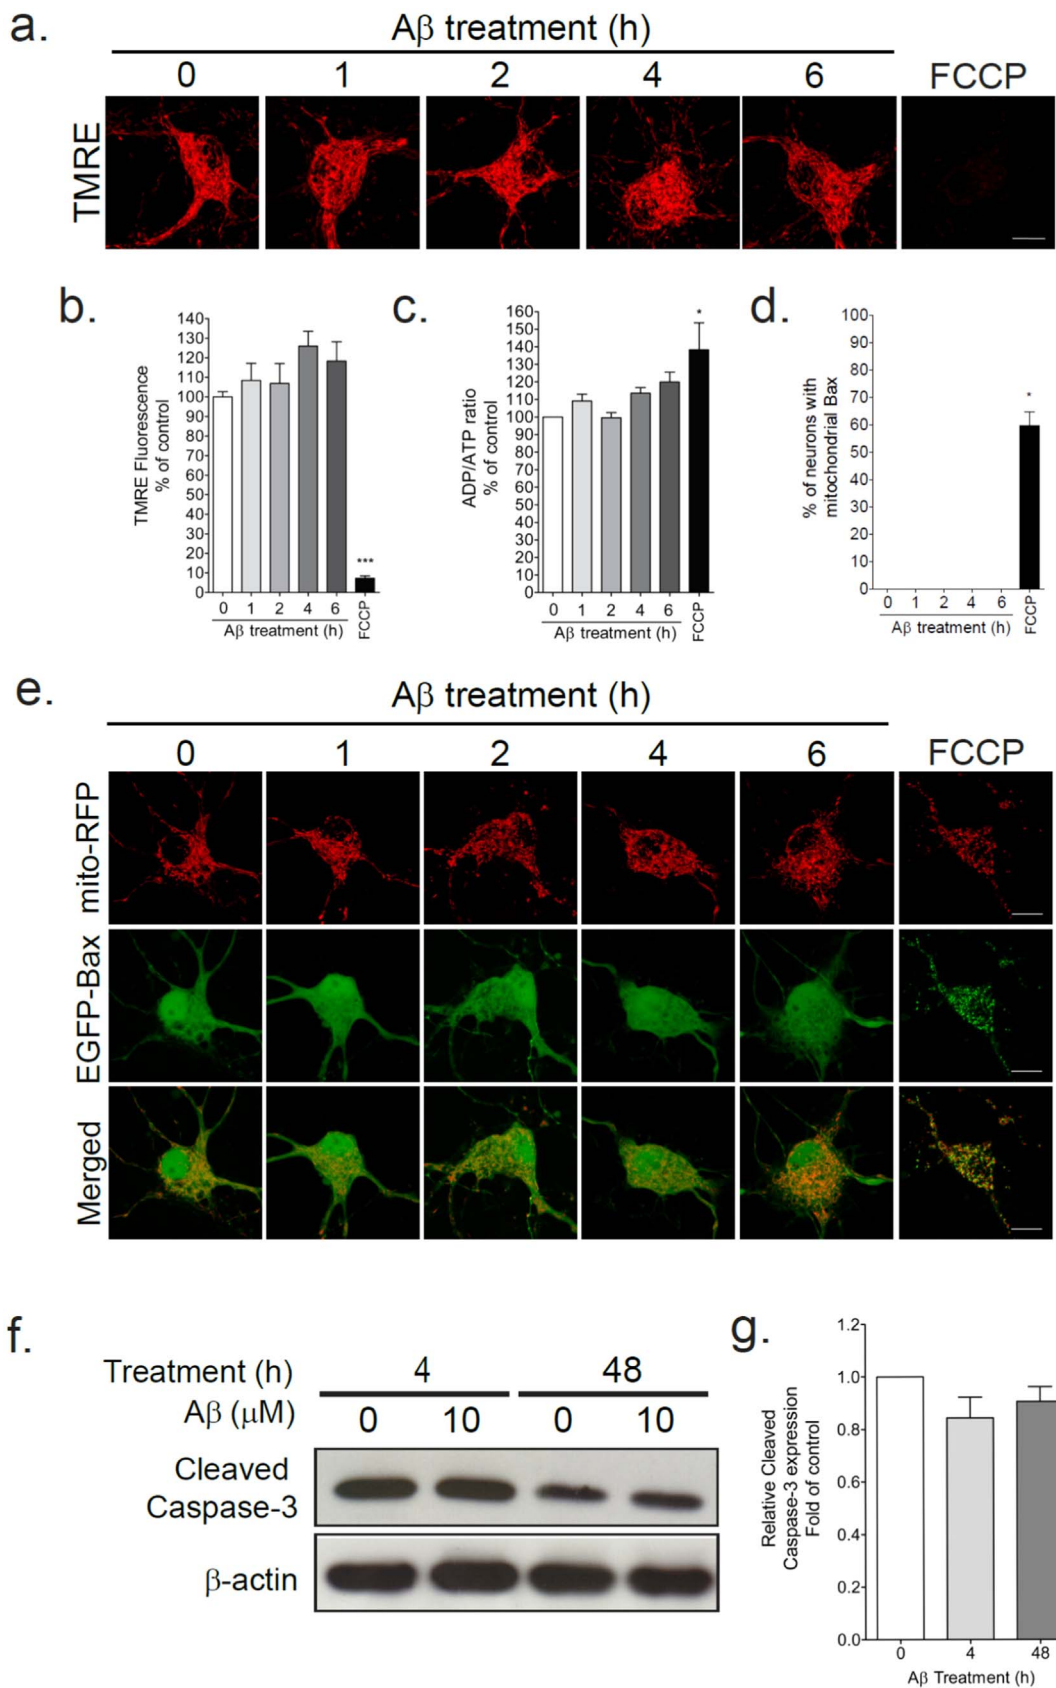 a.
Aβ treatment (h)
0 1 2 4 6 FCCP
TMRE
b.
TMRE Fluorescence
% of control
140
130
120
110
100
90
80
70
60
50
40
30
20
10
0
***
0 1 2 4 6 FCCP
Aβ treatment (h)
c.
ADP/ATP ratio
% of control
160
150
140
130
120
110
100
90
80
70
60
50
40
30
20
10
0
*
0 1 2 4 6 FCCP
Aβ treatment (h)
d.
% of neurons with
mitochondrial Bax
100
90
80
70
60
50
40
30
20
10
0
*
0 1 2 4 6 FCCP
Aβ treatment (h)
e.
Aβ treatment (h)
0 1 2 4 6 FCCP
mito-RFP
EGFP-Bax
Merged
f.
Treatment (h) 4 48
Aβ (μM) 0 10 0 10
Cleaved
Caspase-3
β-actin
g.
Relative Cleaved
Caspase-3 expression
Fold of control
1.2
1.0
0.8
0.6
0.4
0.2
0.0
0 4 48
Aβ Treatment (h)